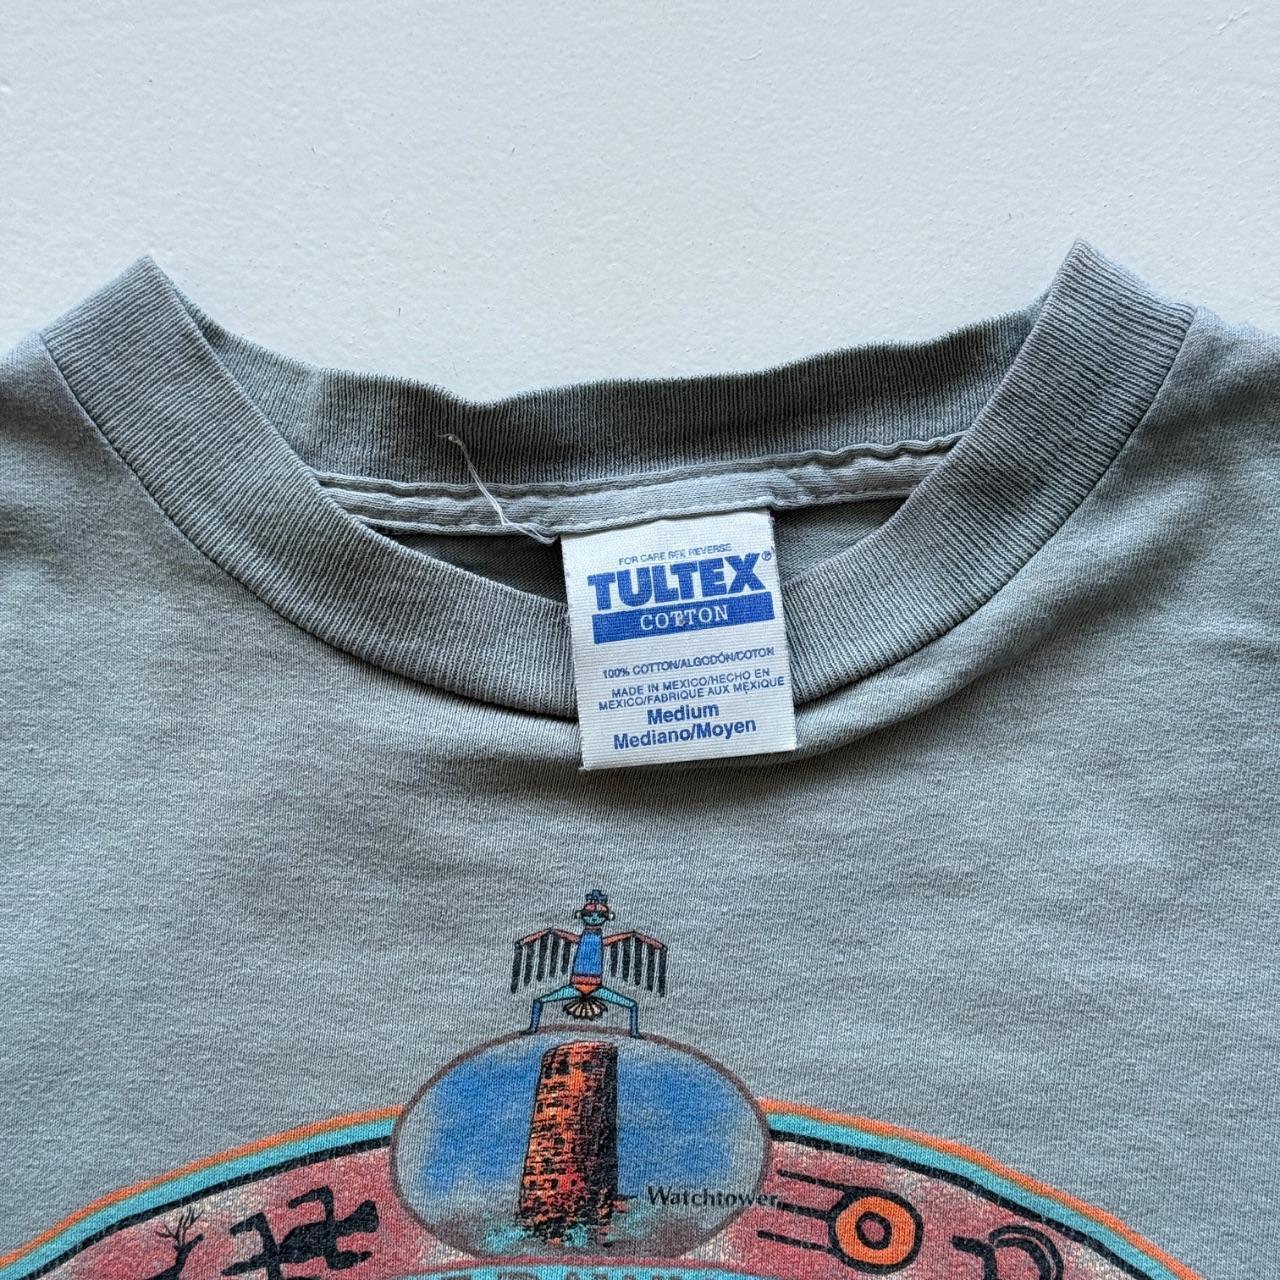 FOR CARE SEE REVERSE
TULTEX®
COTTON
100% COTTON/ALGODÓN/COTON
MADE IN MEXICO/HECHO EN
MEXICO/FABRIQUE AUX MEXIQUE
Medium
Mediano/Moyen
Watchtower